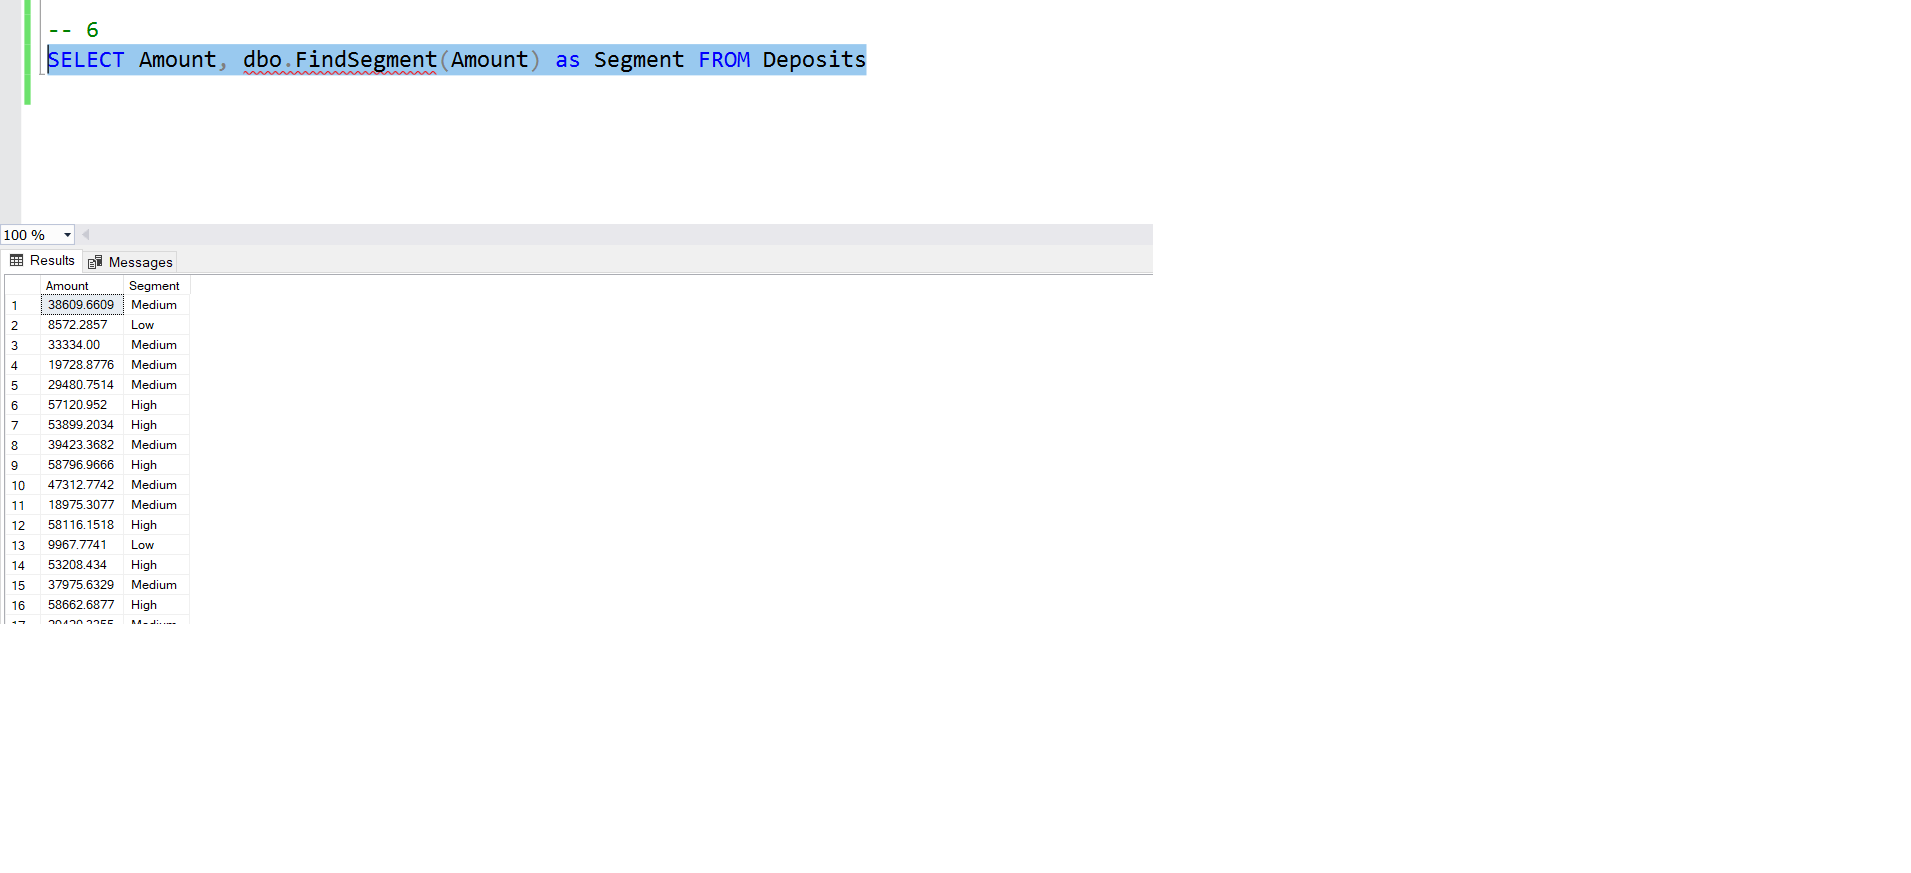 -- 6
SELECT Amount, dbo.FindSegment(Amount) as Segment FROM Deposits
100 %
Results Messages
Amount Segment
1 38609.6609 Medium
2 8572.2857 Low
3 33334.00 Medium
4 19728.8776 Medium
5 29480.7514 Medium
6 57120.952 High
7 53899.2034 High
8 39423.3682 Medium
9 58796.9666 High
10 47312.7742 Medium
11 18975.3077 Medium
12 58116.1518 High
13 9967.7741 Low
14 53208.434 High
15 37975.6329 Medium
16 58662.6877 High
17 Medium